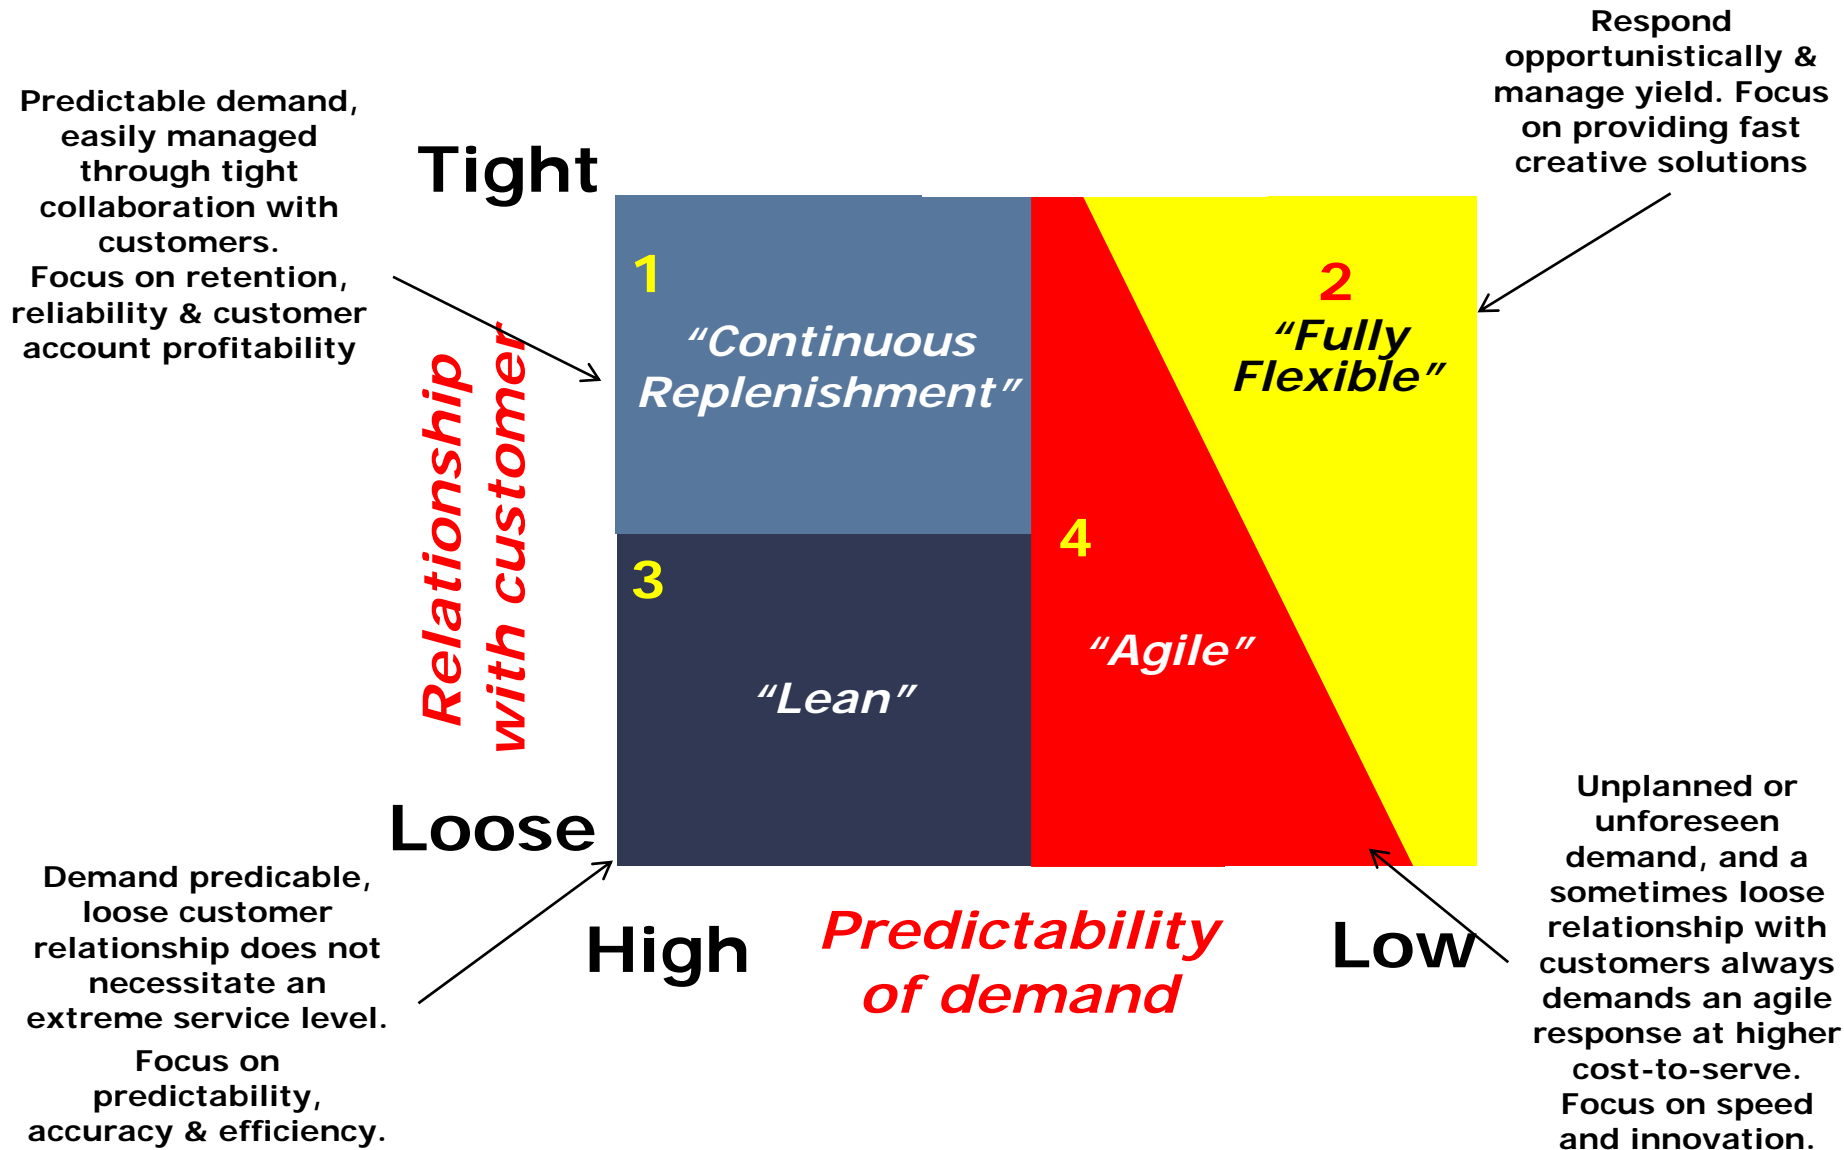 Respond
opportunistically &
manage yield. Focus
on providing fast
creative solutions
Predictable demand,
easily managed
through tight
collaboration with
customers.
Focus on retention,
reliability & customer
account profitability
Tight
Relationship
with customer
Loose
1
“Continuous
Replenishment”
2
“Fully
Flexible”
3
“Lean”
4
“Agile”
High
Predictability
of demand
Low
Demand predicable,
loose customer
relationship does not
necessitate an
extreme service level.
Focus on
predictability,
accuracy & efficiency.
Unplanned or
unforeseen
demand, and a
sometimes loose
relationship with
customers always
demands an agile
response at higher
cost-to-serve.
Focus on speed
and innovation.